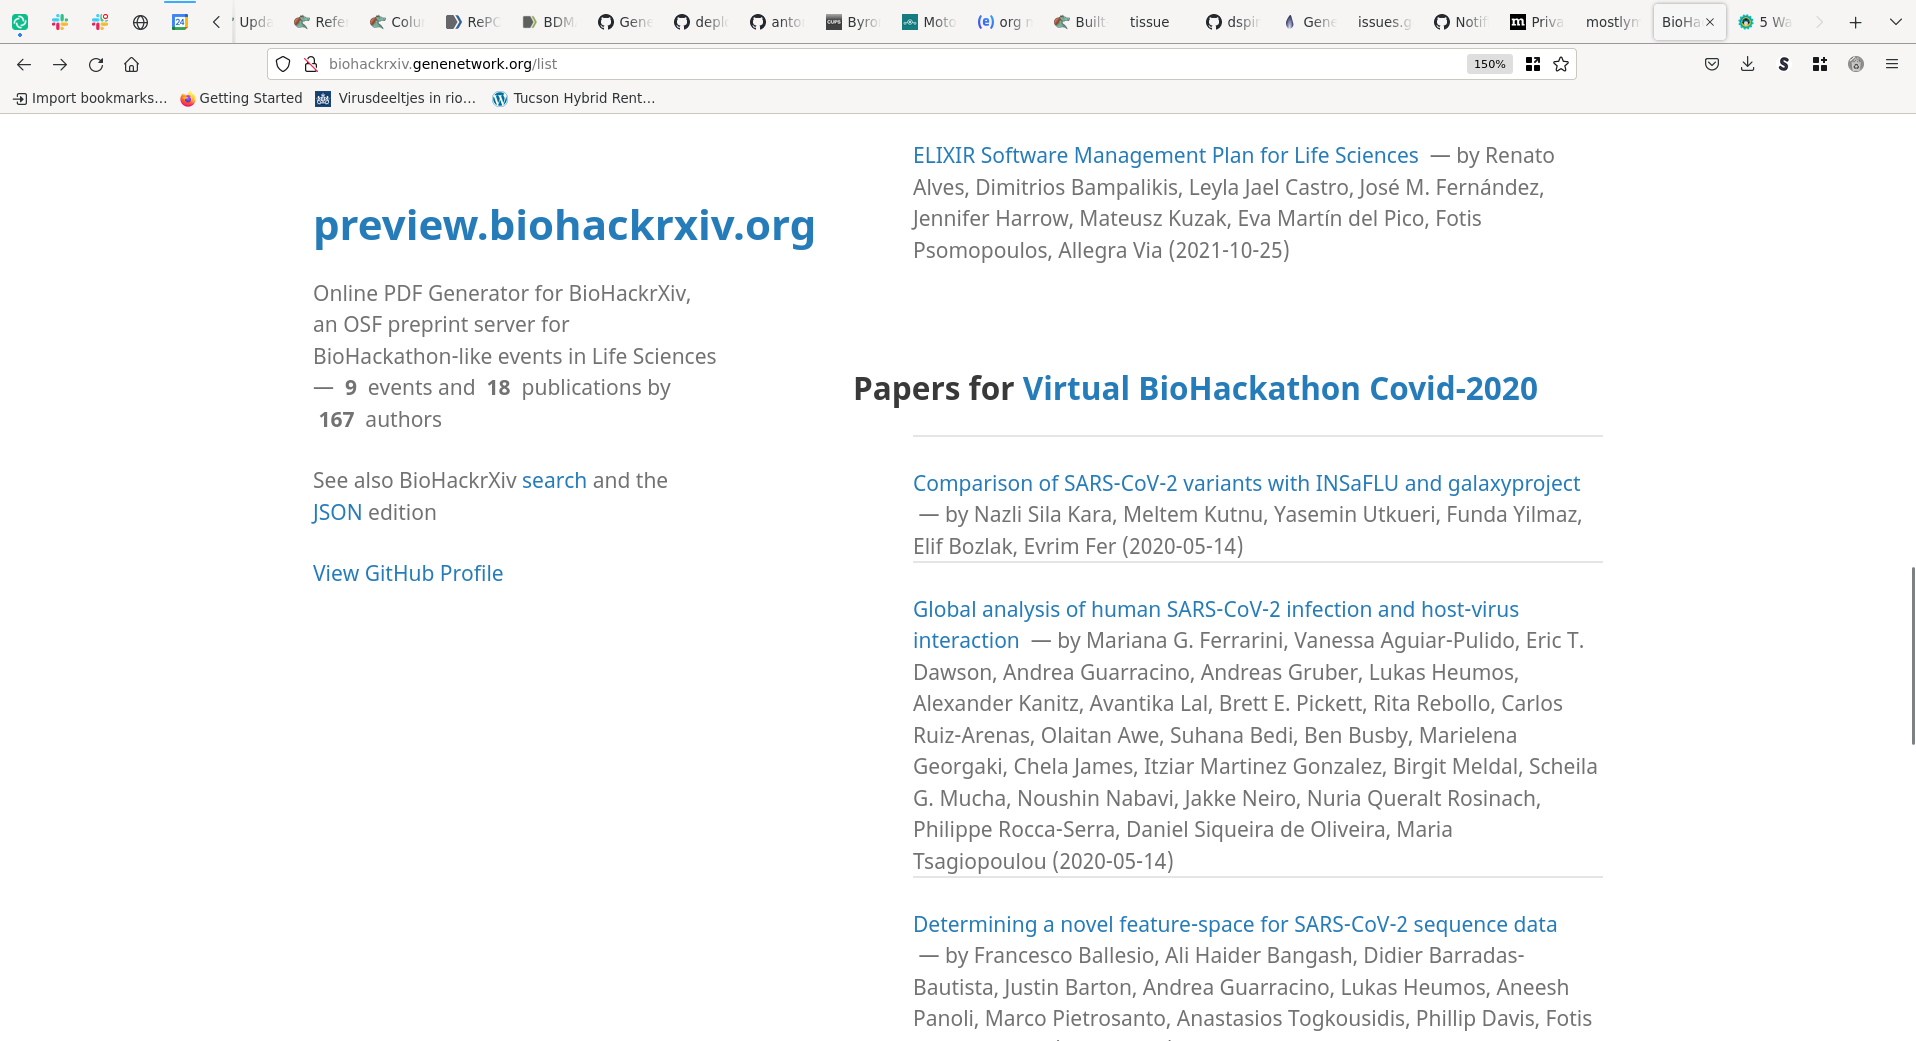 Upda
Refe
Colu
RePC
BDM
Gene
depl
anto
Byro
Moto
org r
Built-
tissue
dspi
Gene
issues.g
Notif
Priva
mostlym
BioHa
5 Wa
biohackrxiv.genenetwork.org/list
150%
Import bookmarks...
Getting Started
Virusdeeltjes in rio...
Tucson Hybrid Rent...
preview.biohackrxiv.org
Online PDF Generator for BioHackrXiv,
an OSF preprint server for
BioHackathon-like events in Life Sciences
— 9 events and 18 publications by
167 authors
See also BioHackrXiv search and the
JSON edition
View GitHub Profile
ELIXIR Software Management Plan for Life Sciences — by Renato
Alves, Dimitrios Bampalikis, Leyla Jael Castro, José M. Fernández,
Jennifer Harrow, Mateusz Kuzak, Eva Martín del Pico, Fotis
Psomopoulos, Allegra Via (2021-10-25)
Papers for Virtual BioHackathon Covid-2020
Comparison of SARS-CoV-2 variants with INSaFLU and galaxyproject
— by Nazli Sila Kara, Meltem Kutnu, Yasemin Utkueri, Funda Yilmaz,
Elif Bozlak, Evrim Fer (2020-05-14)
Global analysis of human SARS-CoV-2 infection and host-virus
interaction — by Mariana G. Ferrarini, Vanessa Aguiar-Pulido, Eric T.
Dawson, Andrea Guarracino, Andreas Gruber, Lukas Heumos,
Alexander Kanitz, Avantika Lal, Brett E. Pickett, Rita Rebollo, Carlos
Ruiz-Arenas, Olaitan Awe, Suhana Bedi, Ben Busby, Marielena
Georgaki, Chela James, Itziar Martinez Gonzalez, Birgit Meldal, Scheila
G. Mucha, Noushin Nabavi, Jakke Neiro, Nuria Queralt Rosinach,
Philippe Rocca-Serra, Daniel Siqueira de Oliveira, Maria
Tsagiopoulou (2020-05-14)
Determining a novel feature-space for SARS-CoV-2 sequence data
— by Francesco Ballesio, Ali Haider Bangash, Didier Barradas-
Bautista, Justin Barton, Andrea Guarracino, Lukas Heumos, Aneesh
Panoli, Marco Pietrosanto, Anastasios Togkousidis, Phillip Davis, Fotis